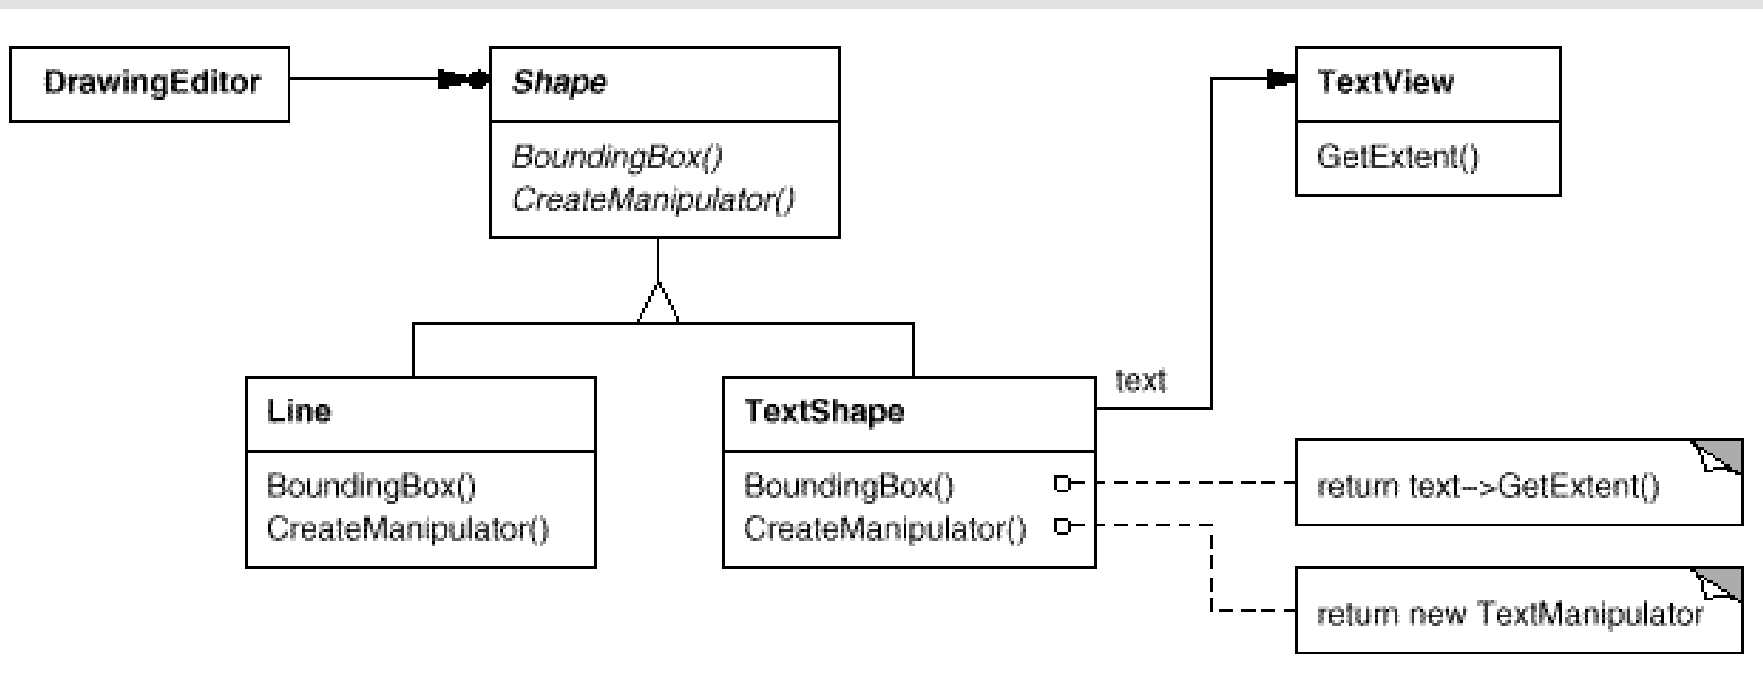 DrawingEditor
Shape
BoundingBox()
CreateManipulator()
TextView
GetExtent()
Line
BoundingBox()
CreateManipulator()
TextShape
BoundingBox()
CreateManipulator()
text
return text-->GetExtent()
return new TextManipulator